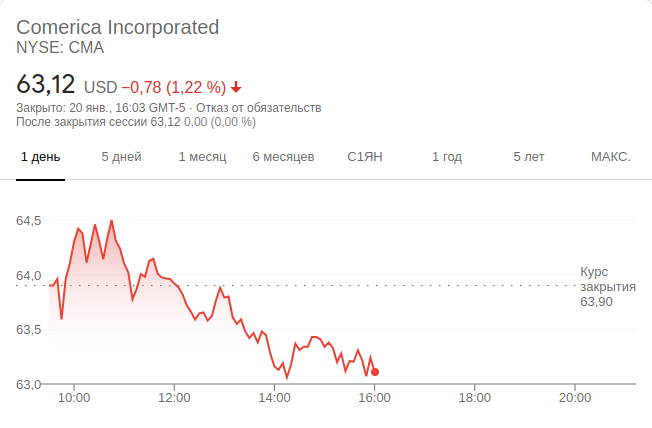 Comerica Incorporated
NYSE: CMA
63,12 USD −0,78 (1,22 %)
Закрыто: 20 янв., 16:03 GMT-5 · Отказ от обязательств
После закрытия сессии 63,12 0,00 (0,00 %)
1 день 5 дней 1 месяц 6 месяцев С1ЯН 1 год 5 лет МАКС.
64,5
64,0
63,5
63,0
Курс
закрытия
63,90
10:00 12:00 14:00 16:00 18:00 20:00